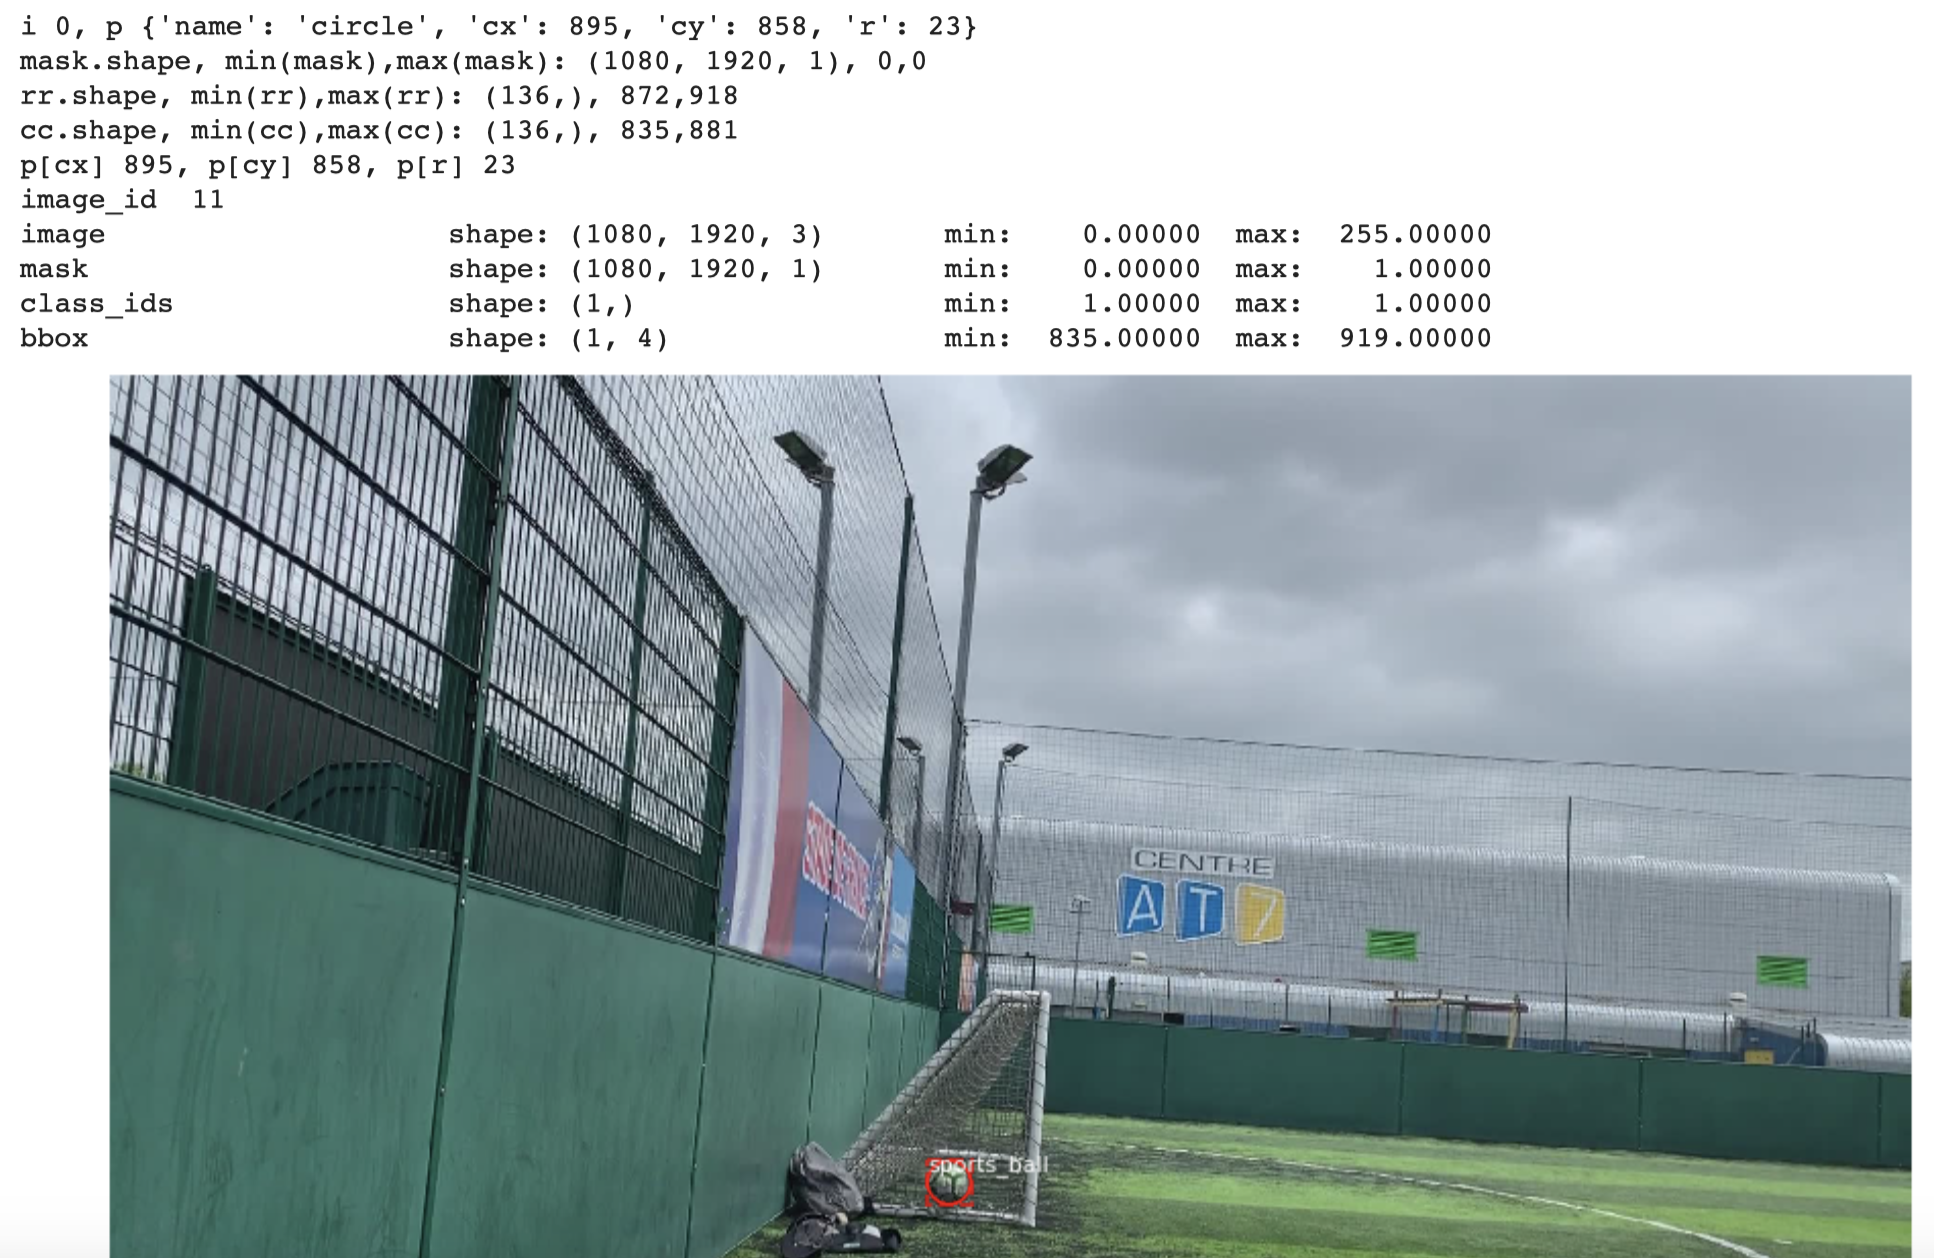 i 0, p {'name': 'circle', 'cx': 895, 'cy': 858, 'r': 23}
mask.shape, min(mask),max(mask): (1080, 1920, 1), 0,0
rr.shape, min(rr),max(rr): (136,), 872,918
cc.shape, min(cc),max(cc): (136,), 835,881
p[cx] 895, p[cy] 858, p[r] 23
image_id  11
image                    shape: (1080, 1920, 3)       min:    0.00000  max:  255.00000
mask                     shape: (1080, 1920, 1)       min:    0.00000  max:    1.00000
class_ids                shape: (1,)                  min:    1.00000  max:    1.00000
bbox                     shape: (1, 4)                min:  835.00000  max:  919.00000
CENTRE
AT7
sports ball